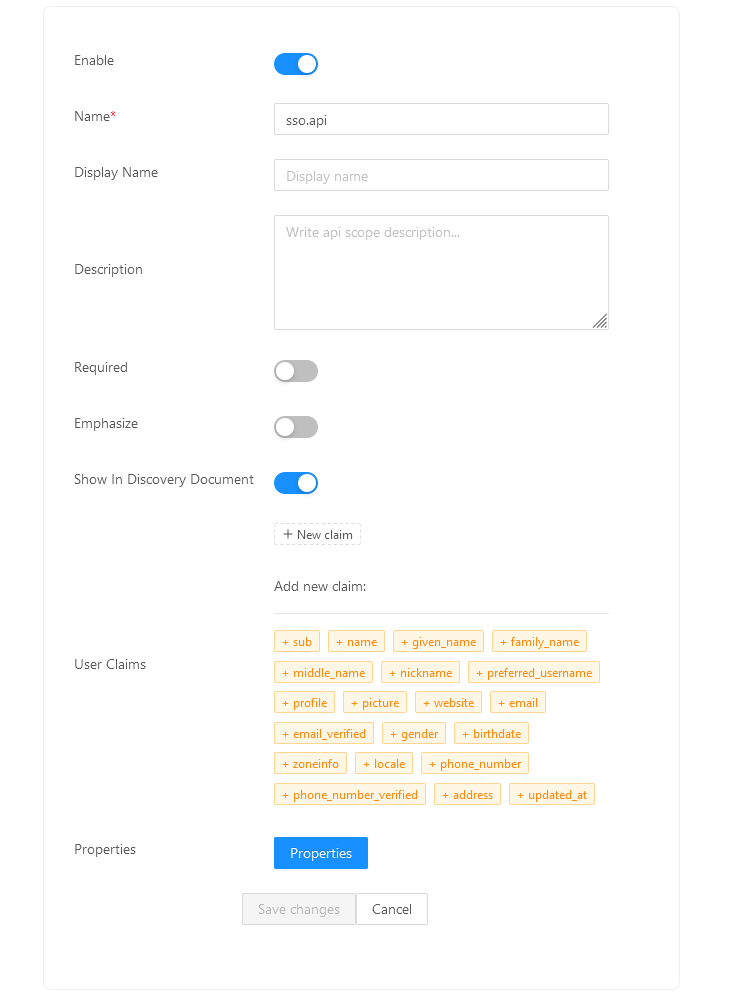 Enable
Name*
sso.api
Display Name
Display name
Description
Write api scope description...
Required
Emphasize
Show In Discovery Document
+ New claim
Add new claim:
User Claims
+ sub + name + given_name + family_name
+ middle_name + nickname + preferred_username
+ profile + picture + website + email
+ email_verified + gender + birthdate
+ zoneinfo + locale + phone_number
+ phone_number_verified + address + updated_at
Properties
Properties
Save changes Cancel